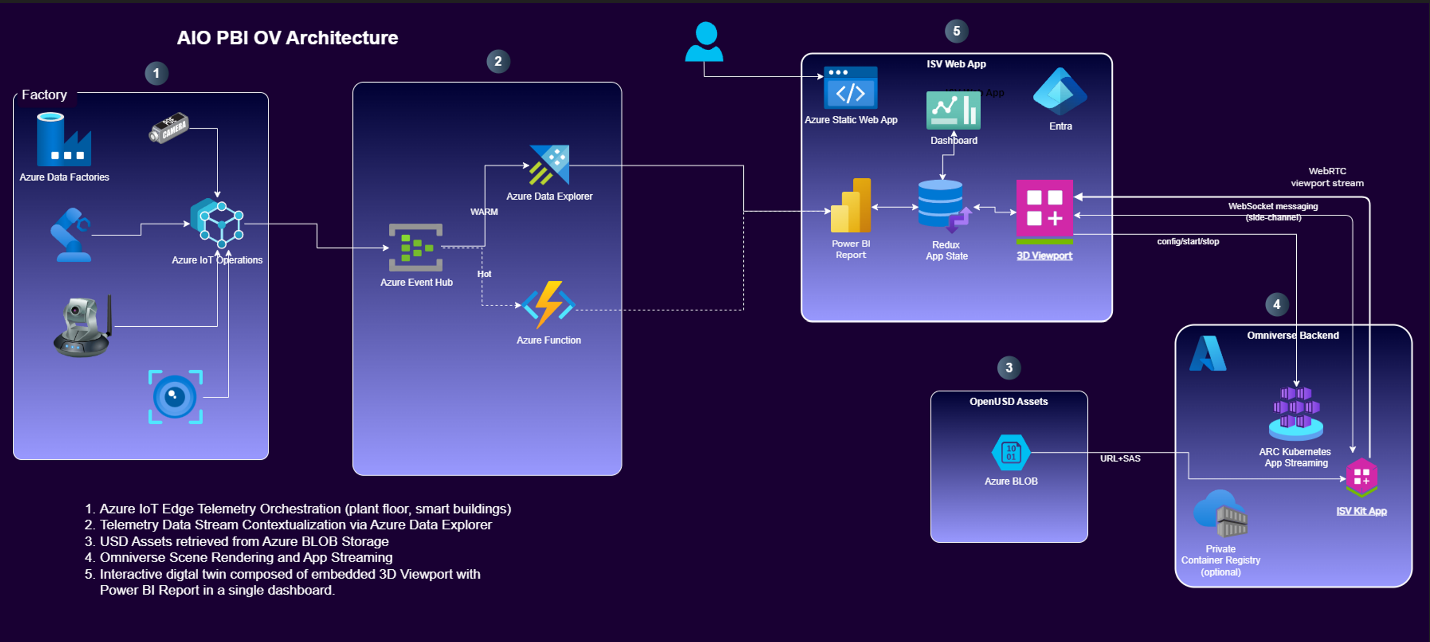 AIO PBI OV Architecture
1
Factory
CAMERA
Azure Data Factories
Azure IoT Operations
2
Azure Data Explorer
WARM
Azure Event Hub
Hot
Azure Function
5
ISV Web App
Azure Static Web App
App
Dashboard
Entra
Power BI
Report
Redux
App State
3D Viewport
WebRTC
viewport stream
WebSocket messaging
(side-channel)
config/start/stop
3
OpenUSD Assets
10
01
Azure BLOB
URL+SAS
4
Omniverse Backend
ARC Kubernetes
App Streaming
ISV Kit App
Private
Container Registry
(optional)
1. Azure IoT Edge Telemetry Orchestration (plant floor, smart buildings)
2. Telemetry Data Stream Contextualization via Azure Data Explorer
3. USD Assets retrieved from Azure BLOB Storage
4. Omniverse Scene Rendering and App Streaming
5. Interactive digtal twin composed of embedded 3D Viewport with
Power BI Report in a single dashboard.